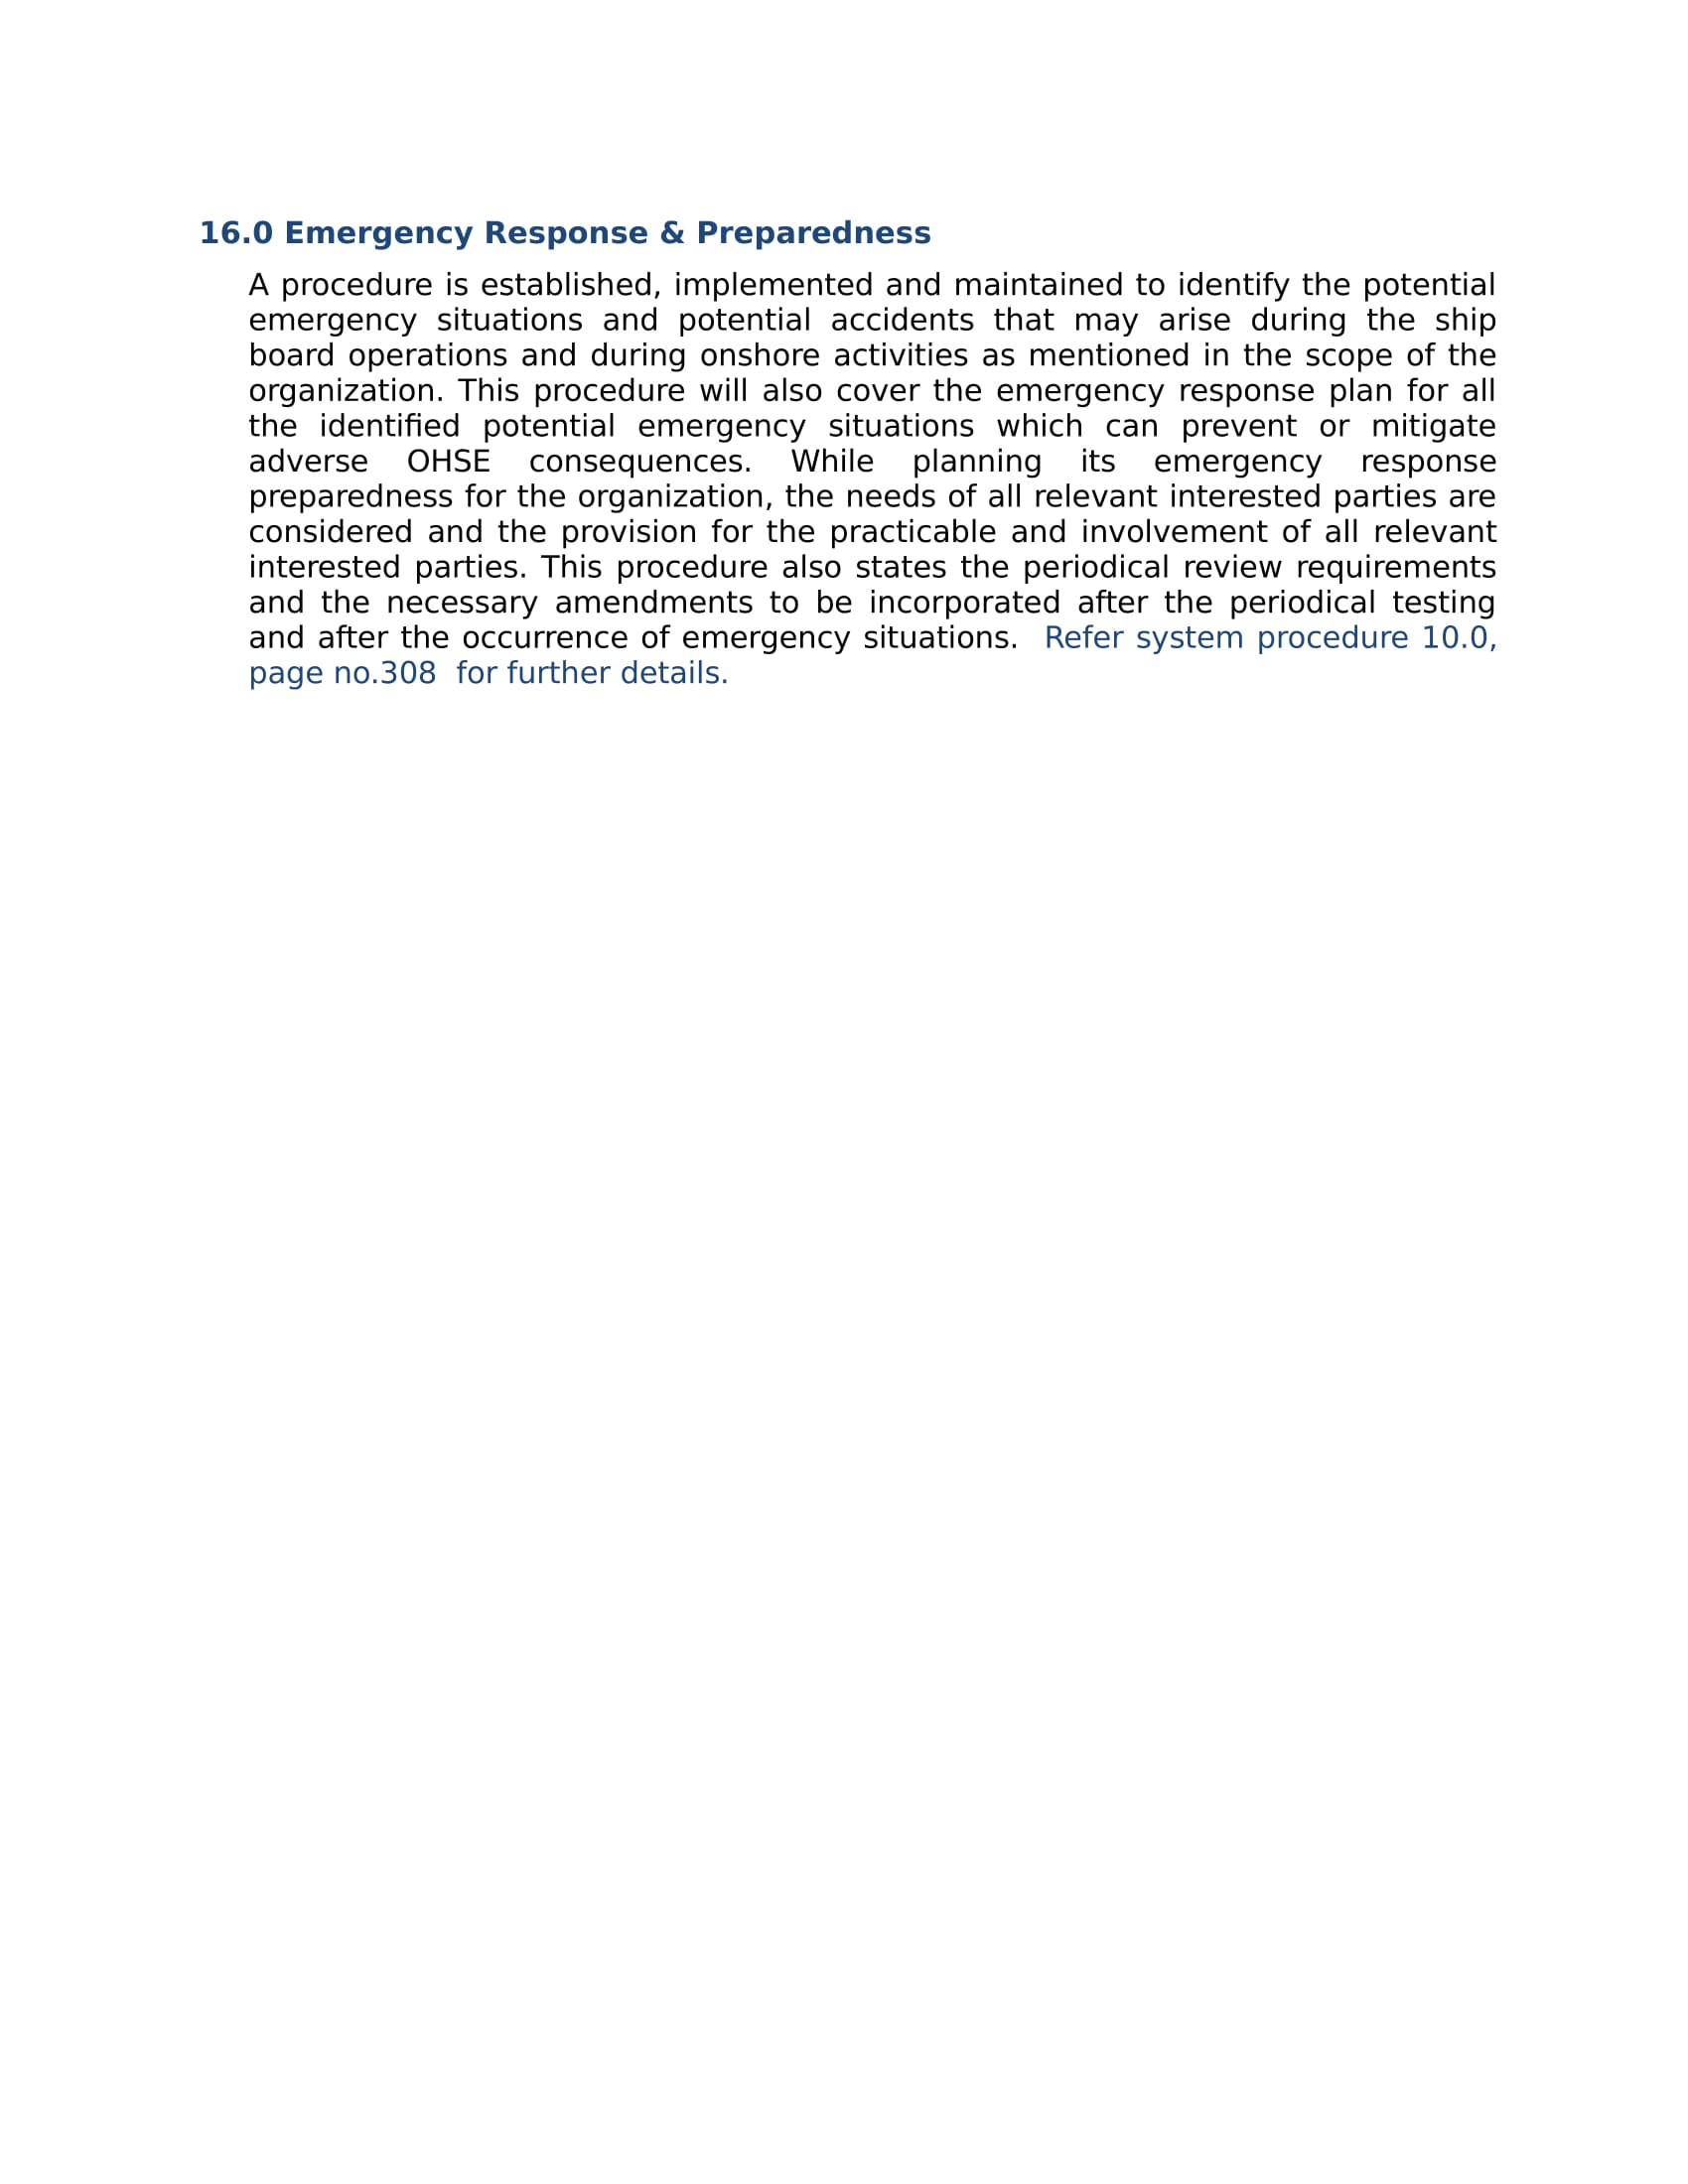 16.0 Emergency Response & Preparedness
A procedure is established, implemented and maintained to identify the potential
emergency situations and potential accidents that may arise during the ship
board operations and during onshore activities as mentioned in the scope of the
organization. This procedure will also cover the emergency response plan for all
the identified potential emergency situations which can prevent or mitigate
adverse OHSE consequences. While planning its emergency response
preparedness for the organization, the needs of all relevant interested parties are
considered and the provision for the practicable and involvement of all relevant
interested parties. This procedure also states the periodical review requirements
and the necessary amendments to be incorporated after the periodical testing
and after the occurrence of emergency situations.  Refer system procedure 10.0,
page no.308  for further details.